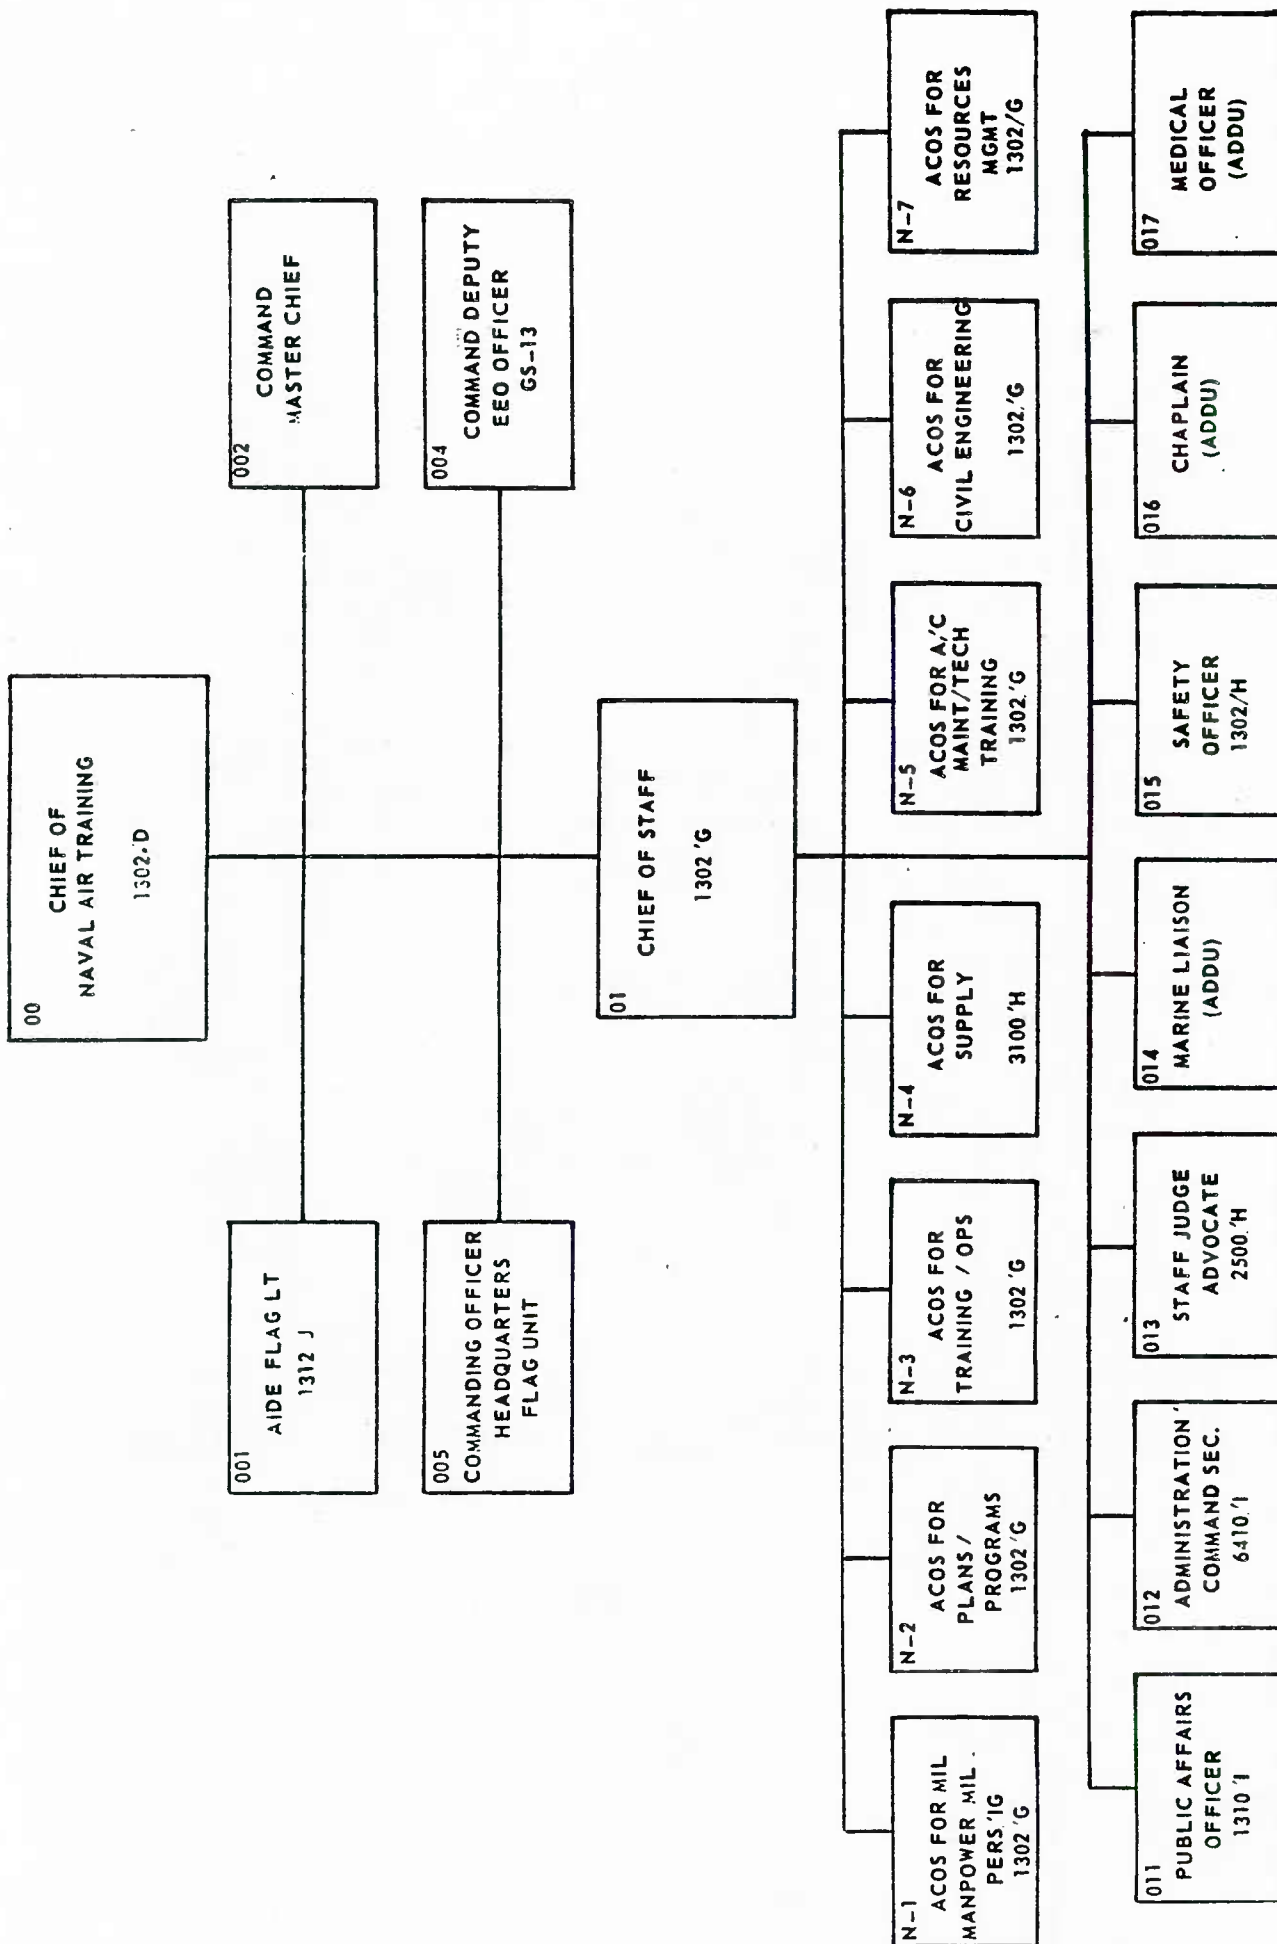 00
CHIEF OF
NAVAL AIR TRAINING
1302.'D
001
AIDE FLAG LT
1312 J
002
COMMAND
MASTER CHIEF
005
COMMANDING OFFICER
HEADQUARTERS
FLAG UNIT
004
COMMAND DEPUTY
EEO OFFICER
GS-13
01
CHIEF OF STAFF
1302 'G
N-1
ACOS FOR MIL
MANPOWER MIL.
PERS.'IG
1302 'G
N-2
ACOS FOR
PLANS/
PROGRAMS
1302 'G
N-3
ACOS FOR
TRAINING / OPS
1302 'G
N-4
ACOS FOR
SUPPLY
3100 'H
N-5
ACOS FOR A,'C
MAINT/TECH
TRAINING
1302.'G
N-6
ACOS FOR
CIVIL ENGINEERING
1302.'G
N-7
ACOS FOR
RESOURCES
MGMT
1302/G
011
PUBLIC AFFAIRS
OFFICER
1310 'I
012
ADMINISTRATION '
COMMAND SEC.
6410.'I
013
STAFF JUDGE
ADVOCATE
2500.'H
014
MARINE LIAISON
(ADDU)
015
SAFETY
OFFICER
1302/H
016
CHAPLAIN
(ADDU)
017
MEDICAL
OFFICER
(ADDU)